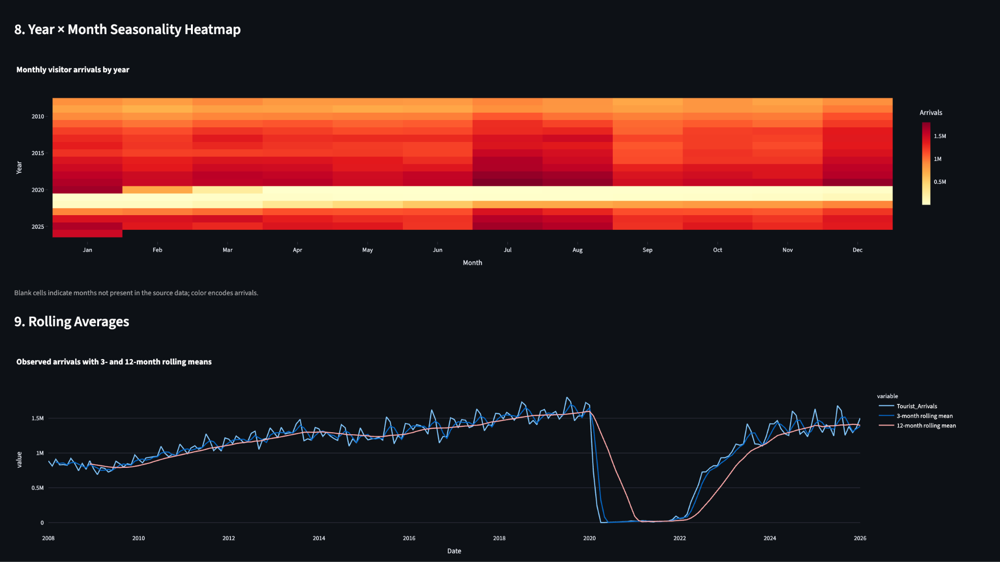 8. Year × Month Seasonality Heatmap
Monthly visitor arrivals by year
Year
2010
2015
2020
2025
Jan Feb Mar Apr May Jun Jul Aug Sep Oct Nov Dec
Month
Arrivals
1.5M
1M
0.5M
Blank cells indicate months not present in the source data; color encodes arrivals.
9. Rolling Averages
Observed arrivals with 3- and 12-month rolling means
value
1.5M
1M
0.5M
0
2008 2010 2012 2014 2016 2018 2020 2022 2024 2026
Date
variable
Tourist_Arrivals
3-month rolling mean
12-month rolling mean